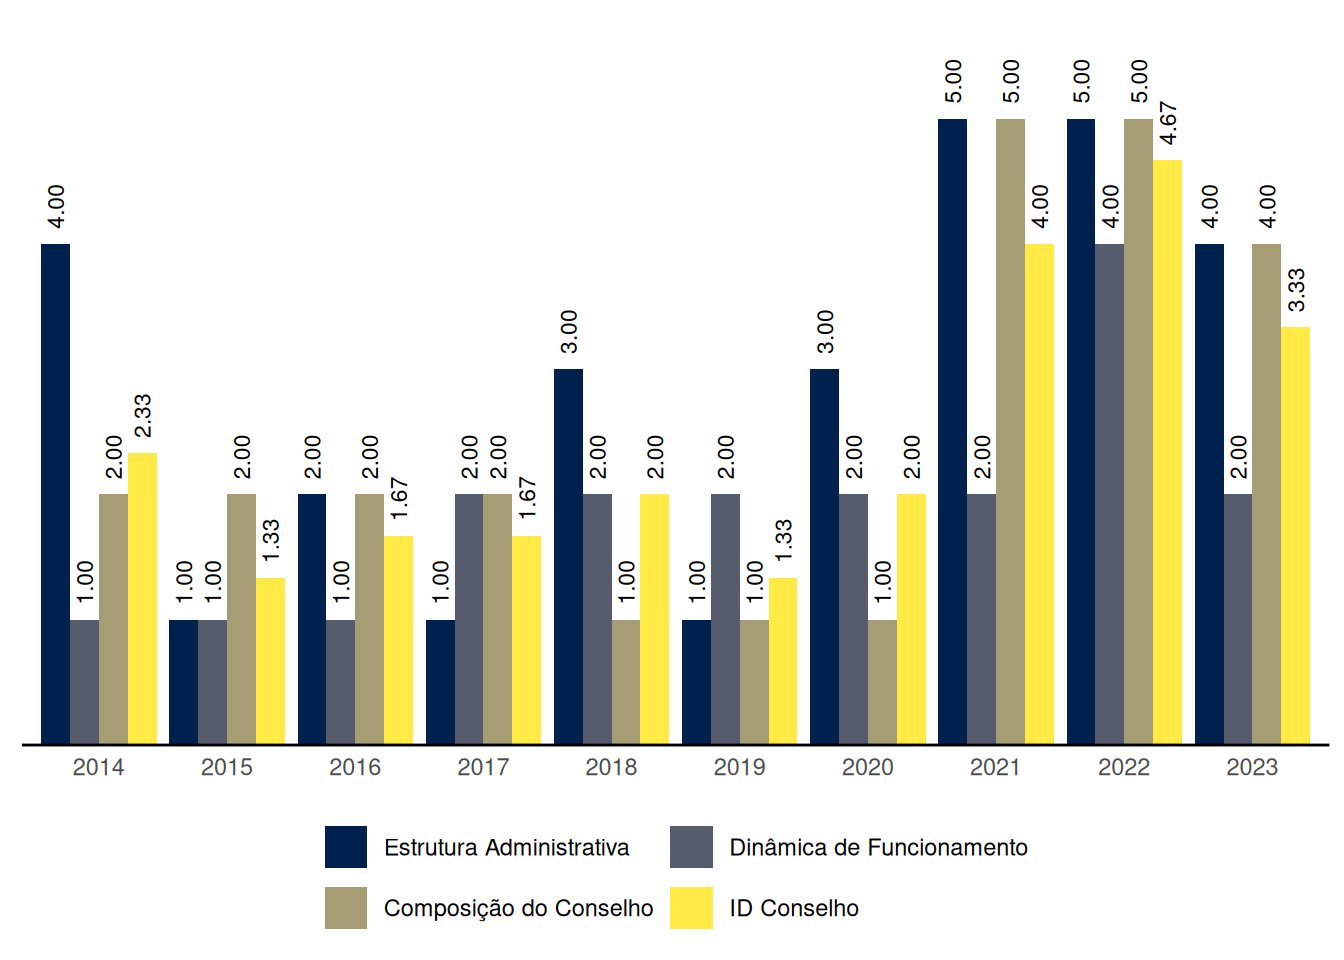 4.00 1.00 2.00 2.33
1.00 1.00 2.00 1.33
2.00 1.00 2.00 1.67
1.00 2.00 2.00 1.67
3.00 2.00 1.00 2.00
1.00 2.00 1.00 1.33
3.00 2.00 1.00 2.00
5.00 2.00 5.00 4.00
5.00 4.00 5.00 4.67
4.00 2.00 4.00 3.33
2014 2015 2016 2017 2018 2019 2020 2021 2022 2023
Estrutura Administrativa Dinâmica de Funcionamento
Composição do Conselho ID Conselho